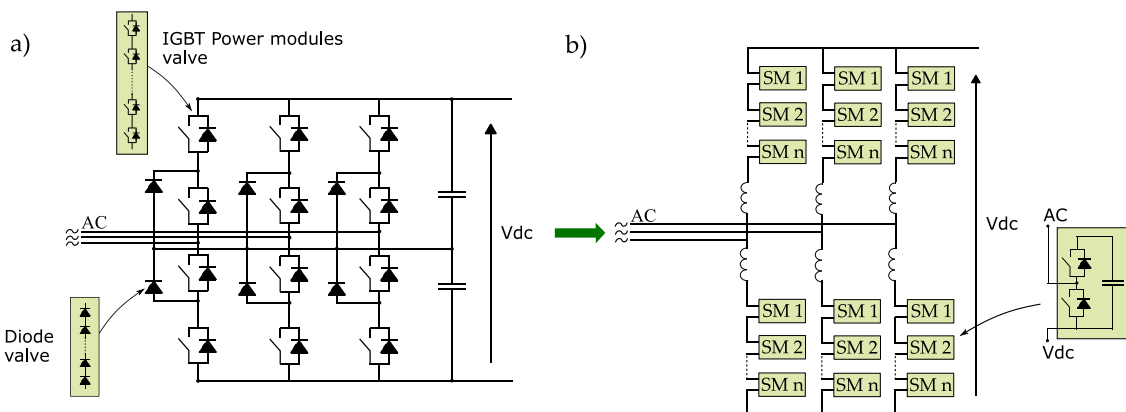 a)
IGBT Power modules
valve
≈ AC
≈
≈
Vdc
Diode
valve
b)
SM 1 SM 1 SM 1
SM 2 SM 2 SM 2
SM n SM n SM n
≈ AC
≈
≈
Vdc
SM 1 SM 1 SM 1
SM 2 SM 2 SM 2
SM n SM n SM n
AC
Vdc